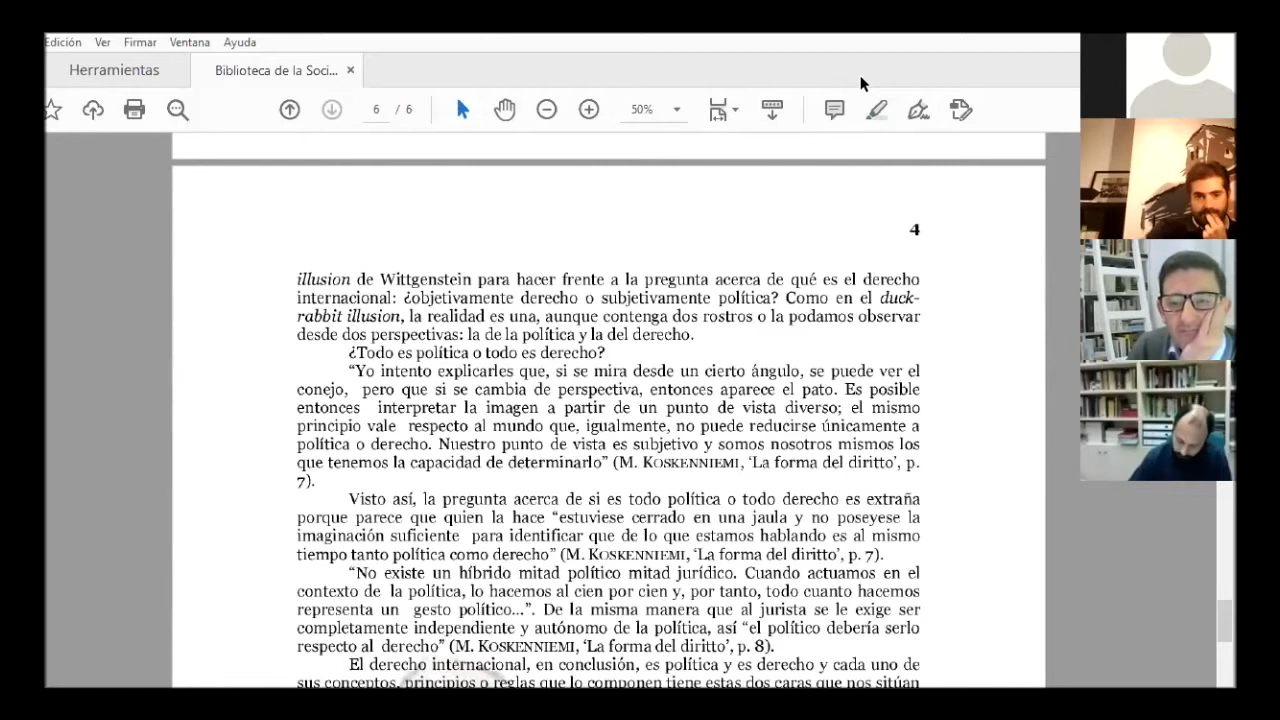 Edición Ver Firmar Ventana Ayuda
Herramientas Biblioteca de la Soci... ×
6 / 6 50%
4
illusion de Wittgenstein para hacer frente a la pregunta acerca de qué es el derecho
internacional: ¿objetivamente derecho o subjetivamente política? Como en el duck-
rabbit illusion, la realidad es una, aunque contenga dos rostros o la podamos observar
desde dos perspectivas: la de la política y la del derecho.
¿Todo es política o todo es derecho?
“Yo intento explicarles que, si se mira desde un cierto ángulo, se puede ver el
conejo, pero que si se cambia de perspectiva, entonces aparece el pato. Es posible
entonces interpretar la imagen a partir de un punto de vista diverso; el mismo
principio vale respecto al mundo que, igualmente, no puede reducirse únicamente a
política o derecho. Nuestro punto de vista es subjetivo y somos nosotros mismos los
que tenemos la capacidad de determinarlo” (M. KOSKENNIEMI, ‘La forma del diritto’, p.
7).
Visto así, la pregunta acerca de si es todo política o todo derecho es extraña
porque parece que quien la hace “estuviese cerrado en una jaula y no poseyese la
imaginación suficiente para identificar que de lo que estamos hablando es al mismo
tiempo tanto política como derecho” (M. KOSKENNIEMI, ‘La forma del diritto’, p. 7).
“No existe un híbrido mitad político mitad jurídico. Cuando actuamos en el
contexto de la política, lo hacemos al cien por cien y, por tanto, todo cuanto hacemos
representa un gesto político...”. De la misma manera que al jurista se le exige ser
completamente independiente y autónomo de la política, así “el político debería serlo
respecto al derecho” (M. KOSKENNIEMI, ‘La forma del diritto’, p. 8).
El derecho internacional, en conclusión, es política y es derecho y cada uno de
sus conceptos, principios o reglas que lo componen tiene estas dos caras que nos sitúan